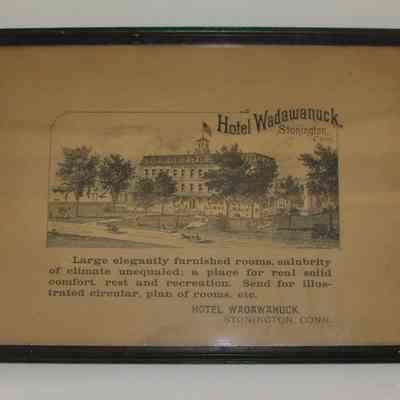 Hotel Wadawanuck.
Stonington,
Conn.
Large elegantly furnished rooms, salubrity
of climate unequaled; a place for real solid
comfort, rest and recreation. Send for illus-
trated circular, plan of rooms, etc.
HOTEL WADAWANUCK
STONINGTON, CONN.